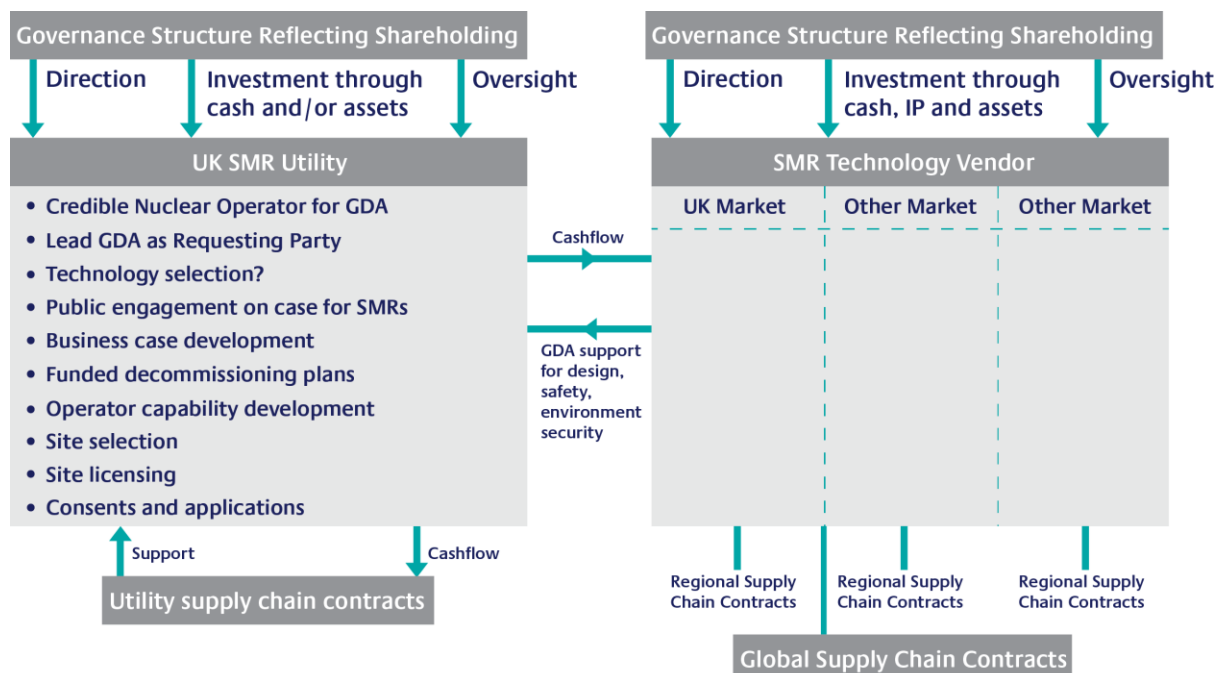 Governance Structure Reflecting Shareholding
Direction
Investment through
cash and/or assets
Oversight
UK SMR Utility
• Credible Nuclear Operator for GDA
• Lead GDA as Requesting Party
• Technology selection?
• Public engagement on case for SMRs
• Business case development
• Funded decommissioning plans
• Operator capability development
• Site selection
• Site licensing
• Consents and applications
Support
Cashflow
Utility supply chain contracts
Cashflow
GDA support
for design,
safety,
environment
security
Governance Structure Reflecting Shareholding
Direction
Investment through
cash, IP and assets
Oversight
SMR Technology Vendor
UK Market
Other Market
Other Market
Regional Supply
Chain Contracts
Regional Supply
Chain Contracts
Regional Supply
Chain Contracts
Global Supply Chain Contracts